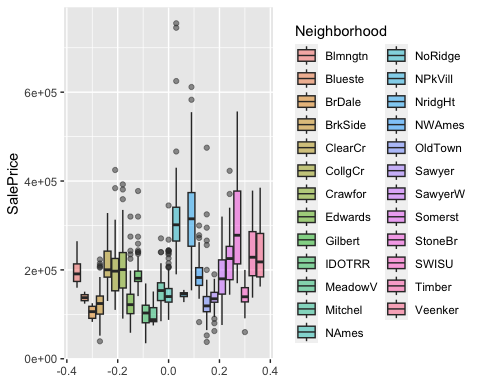 Neighborhood
Blmngtn
Blueste
BrDale
BrkSide
ClearCr
CollgCr
Crawfor
Edwards
Gilbert
IDOTRR
MeadowV
Mitchel
NAmes
NoRidge
NPkVill
NridgHt
NWAmes
OldTown
Sawyer
SawyerW
Somerst
StoneBr
SWISU
Timber
Veenker
SalePrice
6e+05
4e+05
2e+05
0e+00
-0.4 -0.2 0.0 0.2 0.4